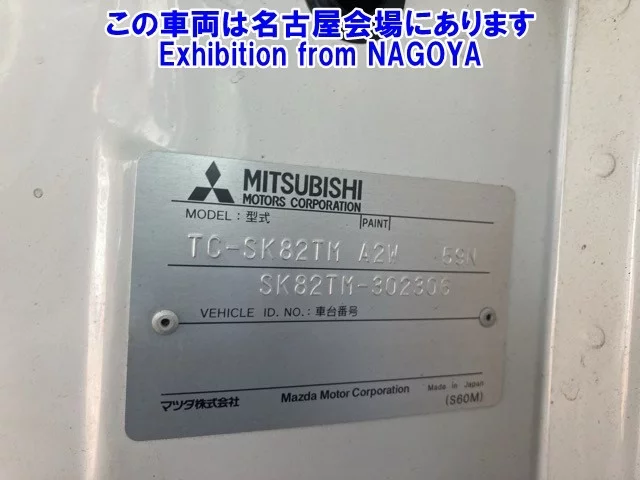 この車両は名古屋会場にあります
Exhibition from NAGOYA
MITSUBISHI
MOTORS CORPORATION
MODEL : 型式 PAINT
TC-SK82TM A2W .59N
SK82TM-302306
VEHICLE ID. NO. : 車台番号
マツダ株式会社 Mazda Motor Corporation Made in Japan
(S60M)